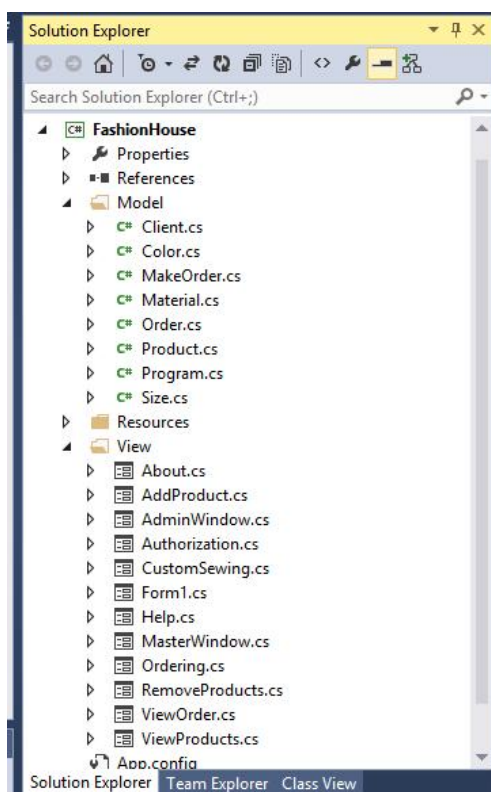 Solution Explorer
Search Solution Explorer (Ctrl+;)
C# FashionHouse
Properties
References
Model
C# Client.cs
C# Color.cs
C# MakeOrder.cs
C# Material.cs
C# Order.cs
C# Product.cs
C# Program.cs
C# Size.cs
Resources
View
About.cs
AddProduct.cs
AdminWindow.cs
Authorization.cs
CustomSewing.cs
Form1.cs
Help.cs
MasterWindow.cs
Ordering.cs
RemoveProducts.cs
ViewOrder.cs
ViewProducts.cs
App.config
Solution Explorer Team Explorer Class View